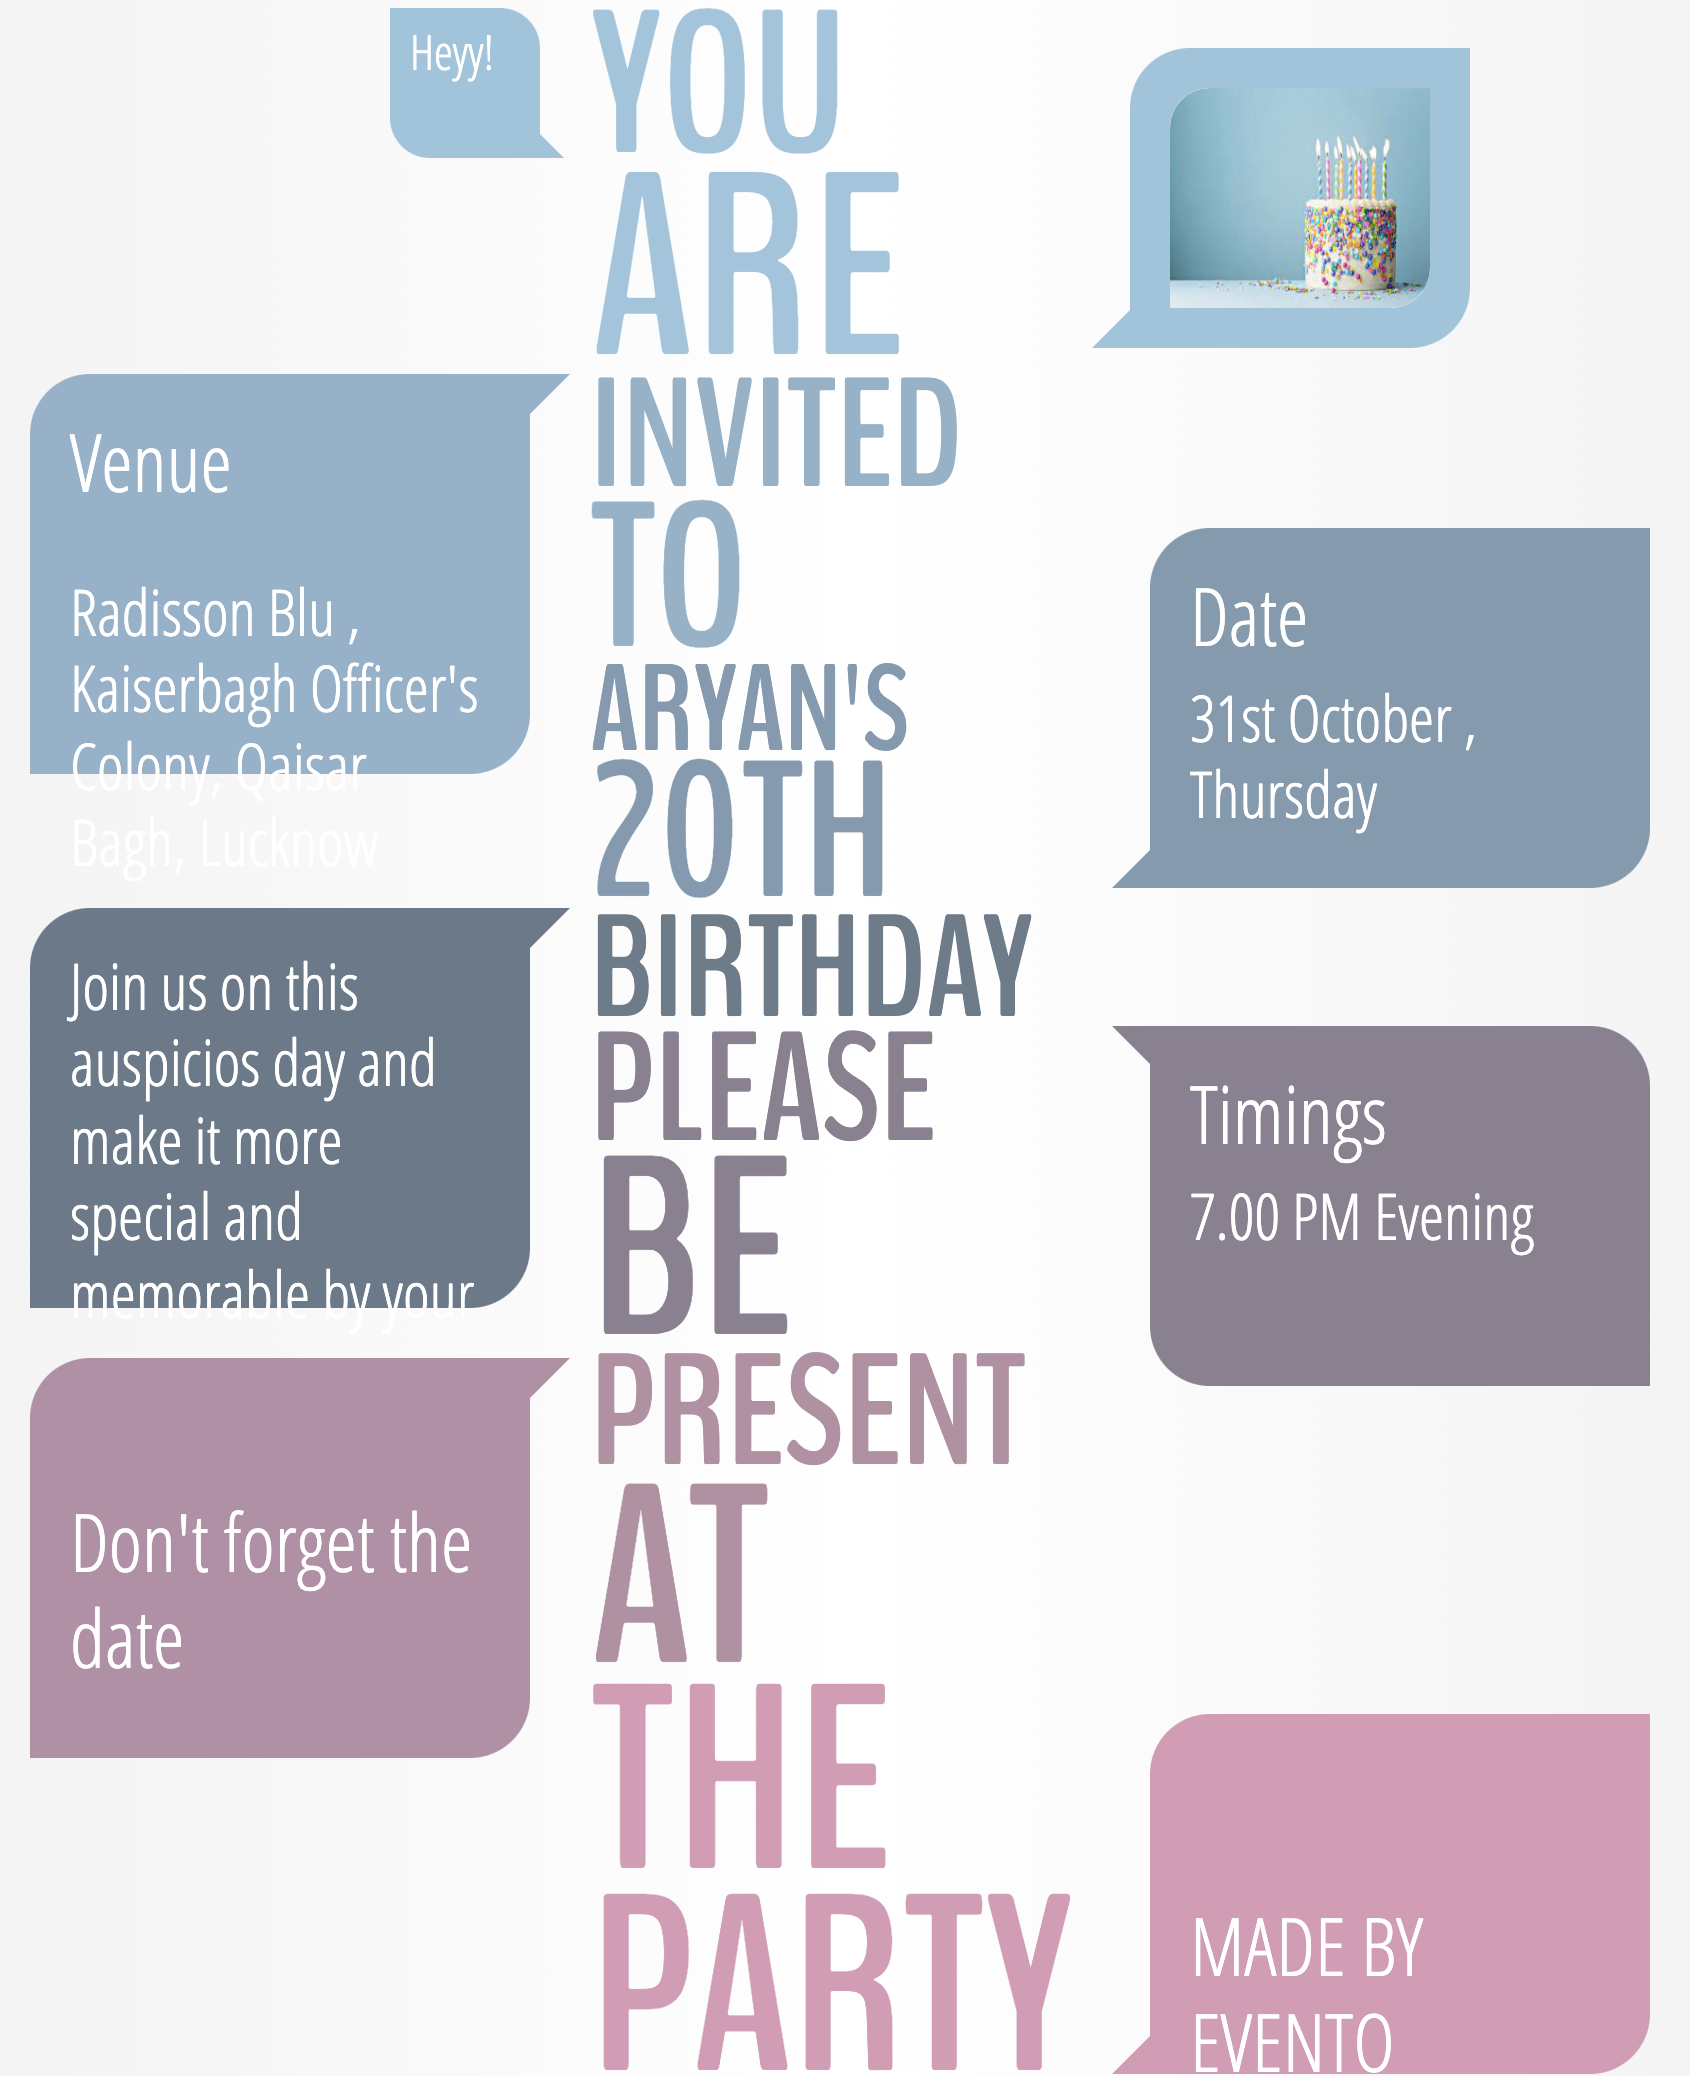 Heyy!
YOU
ARE
INVITED
TO
ARYAN'S
20TH
BIRTHDAY
PLEASE
BE
PRESENT
AT
THE
PARTY
Venue
Radisson Blu ,
Kaiserbagh Officer's
Colony, Qaisar
Bagh, Lucknow
Date
31st October ,
Thursday
Join us on this
auspicios day and
make it more
special and
memorable by your
Timings
7.00 PM Evening
Don't forget the
date
MADE BY
EVENTO